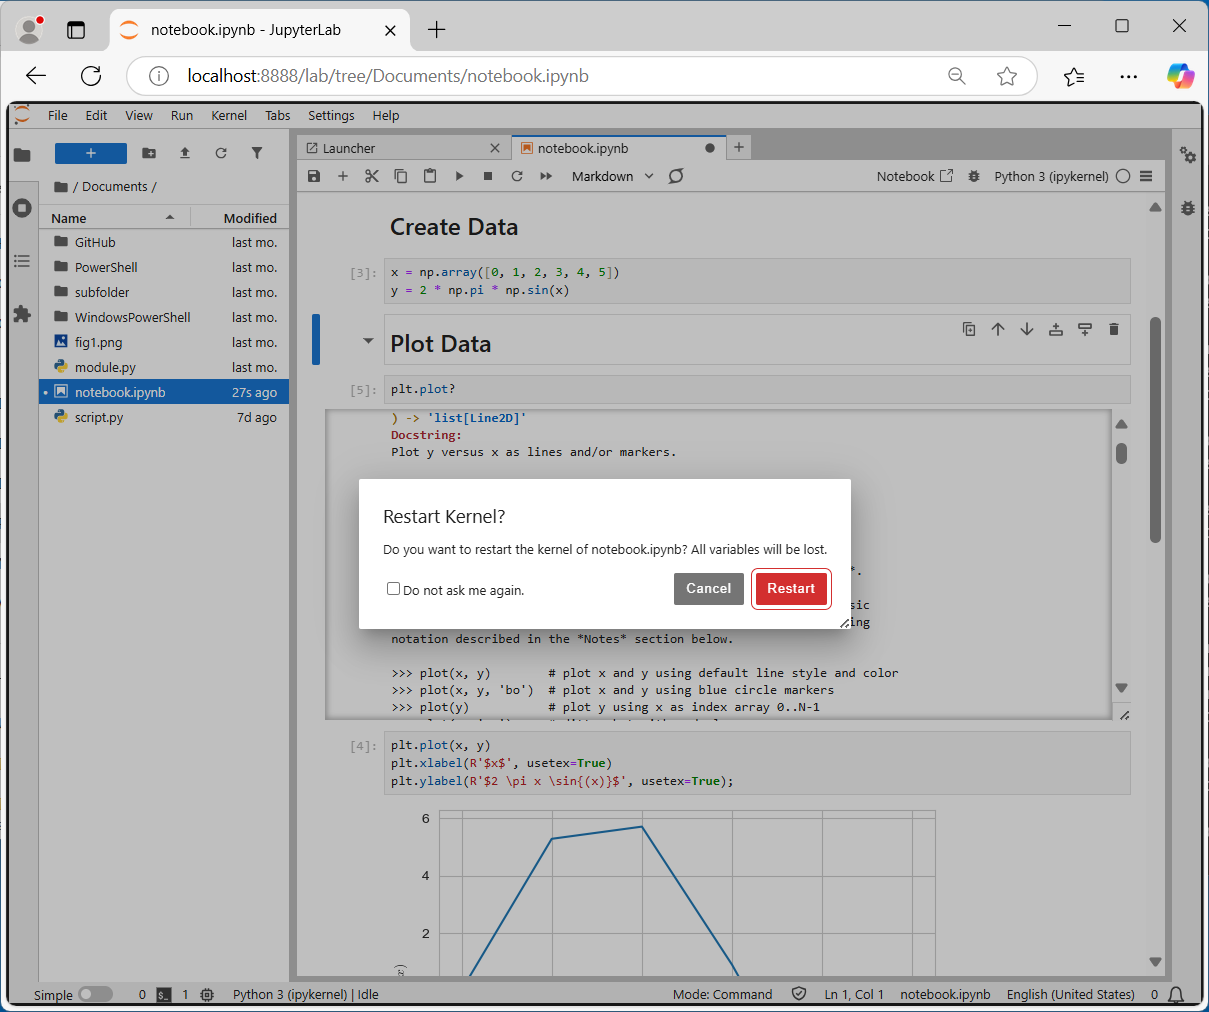 notebook.ipynb - JupyterLab
localhost:8888/lab/tree/Documents/notebook.ipynb
File Edit View Run Kernel Tabs Settings Help
Launcher
notebook.ipynb
Markdown
Notebook
Python 3 (ipykernel)
/ Documents /
Name Modified
GitHub last mo.
PowerShell last mo.
subfolder last mo.
WindowsPowerShell last mo.
fig1.png last mo.
module.py last mo.
notebook.ipynb 27s ago
script.py 7d ago
Create Data
[3]: x = np.array([0, 1, 2, 3, 4, 5])
y = 2 * np.pi * np.sin(x)
Plot Data
[5]: plt.plot?
) -> 'list[Line2D]'
Docstring:
Plot y versus x as lines and/or markers.
Restart Kernel?
Do you want to restart the kernel of notebook.ipynb? All variables will be lost.
Do not ask me again.
Cancel
Restart
notation described in the *Notes* section below.
>>> plot(x, y)        # plot x and y using default line style and color
>>> plot(x, y, 'bo')  # plot x and y using blue circle markers
>>> plot(y)           # plot y using x as index array 0..N-1
[4]: plt.plot(x, y)
plt.xlabel(R'$x$', usetex=True)
plt.ylabel(R'$2 \pi x \sin{(x)}$', usetex=True);
6
4
2
Simple 0 $_ 1 Python 3 (ipykernel) | Idle Mode: Command Ln 1, Col 1 notebook.ipynb English (United States) 0